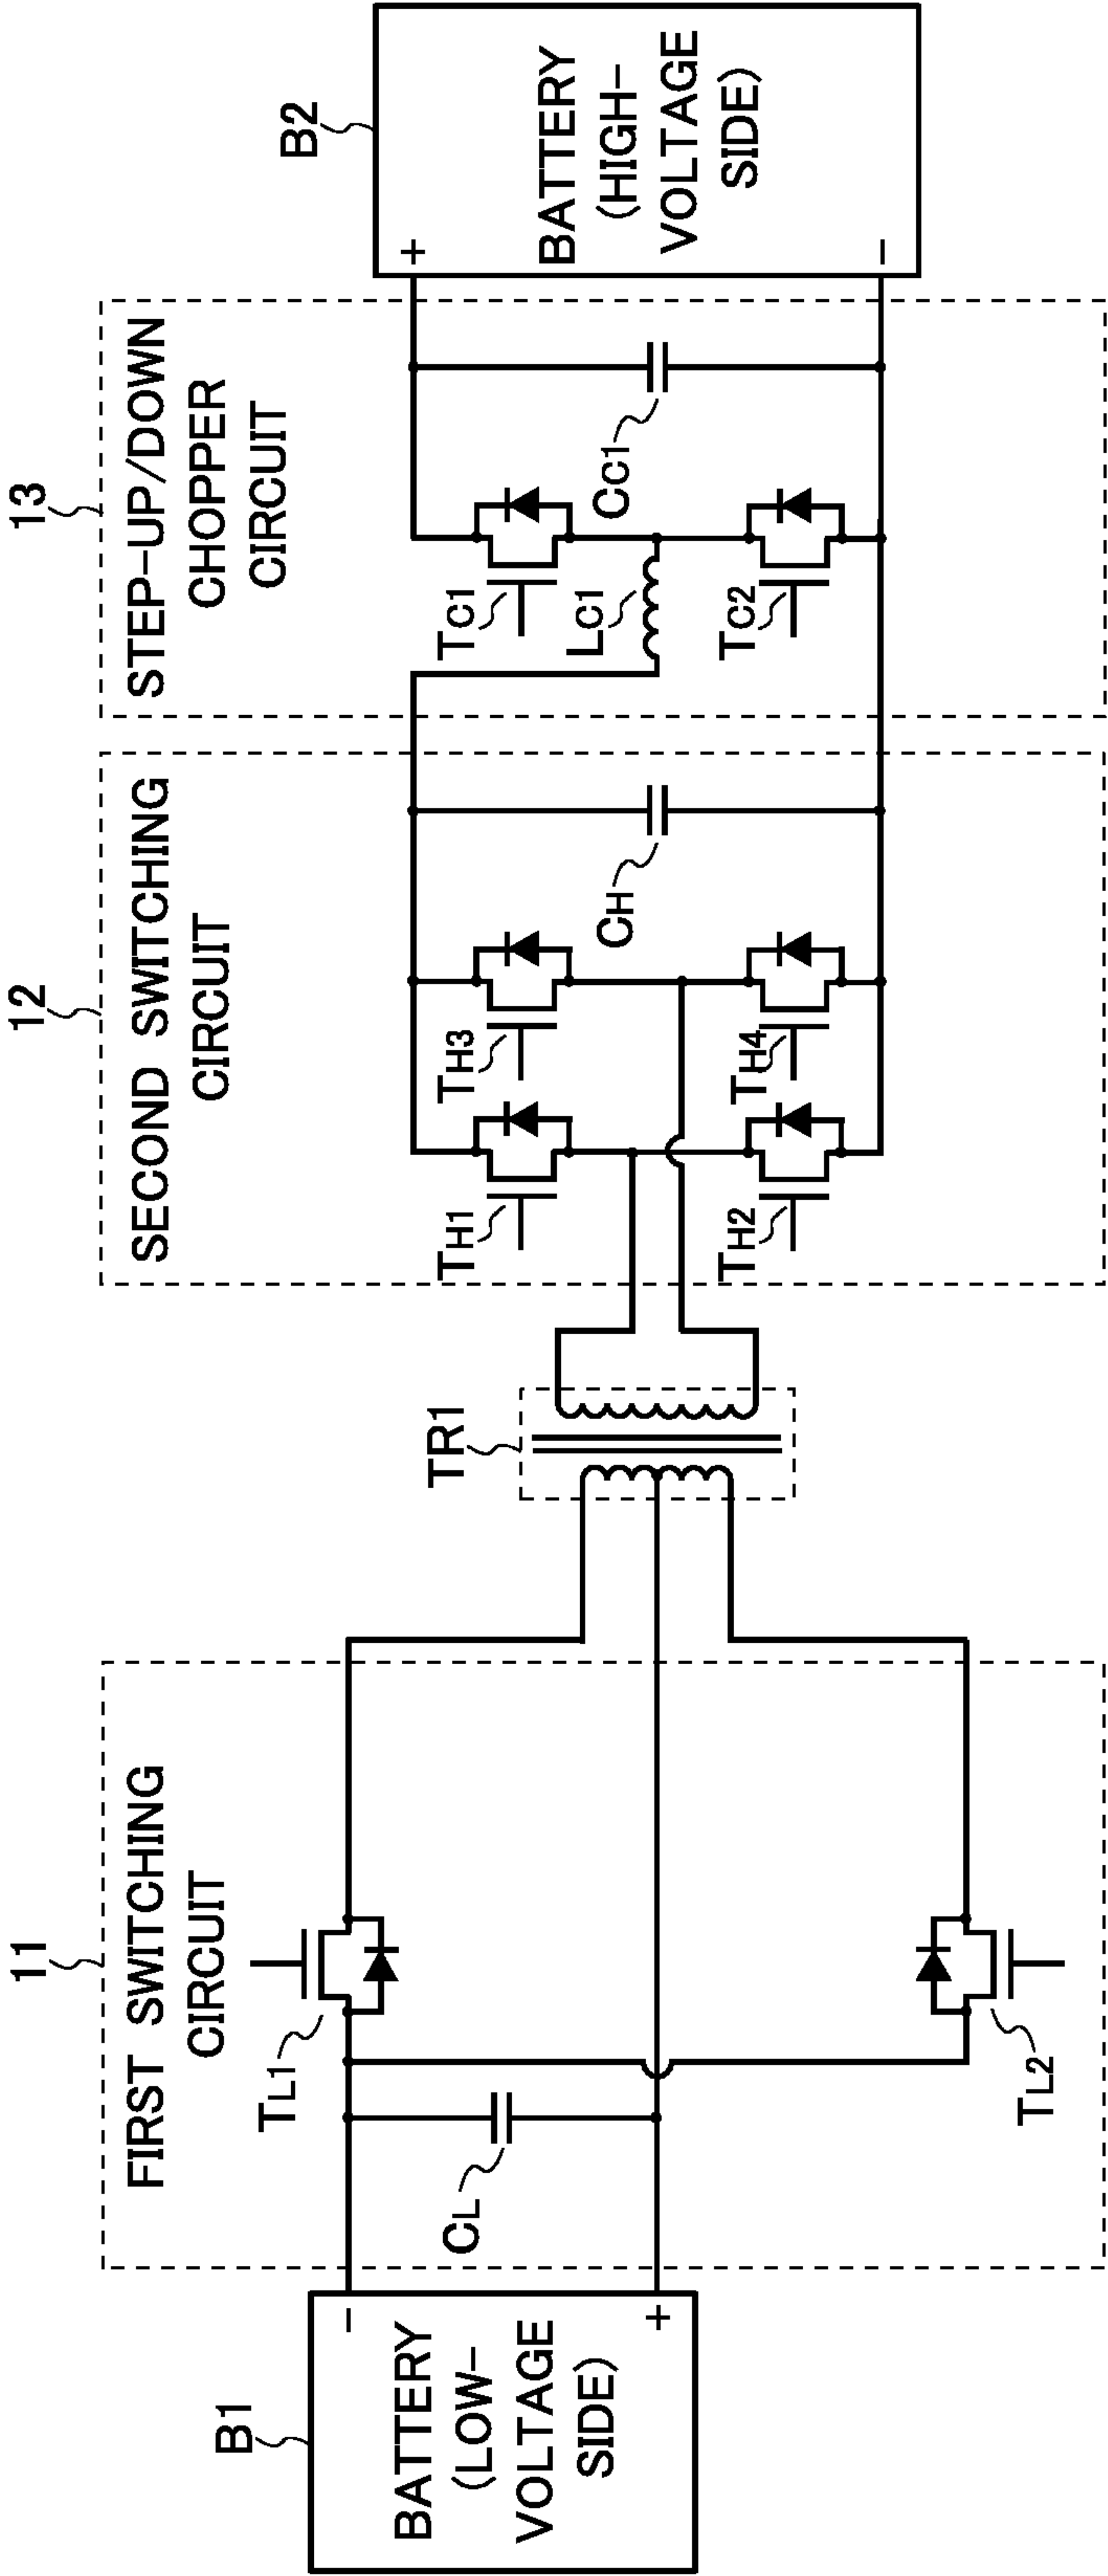 11
12
13
FIRST SWITCHING
CIRCUIT
SECOND SWITCHING
CIRCUIT
STEP-UP/DOWN
CHOPPER
CIRCUIT
B1
BATTERY
(LOW-
VOLTAGE
SIDE)
-
+
CL
TL1
TL2
TR1
TH1
TH2
TH3
TH4
CH
TC1
LC1
TC2
CC1
B2
+
-
BATTERY
(HIGH-
VOLTAGE
SIDE)